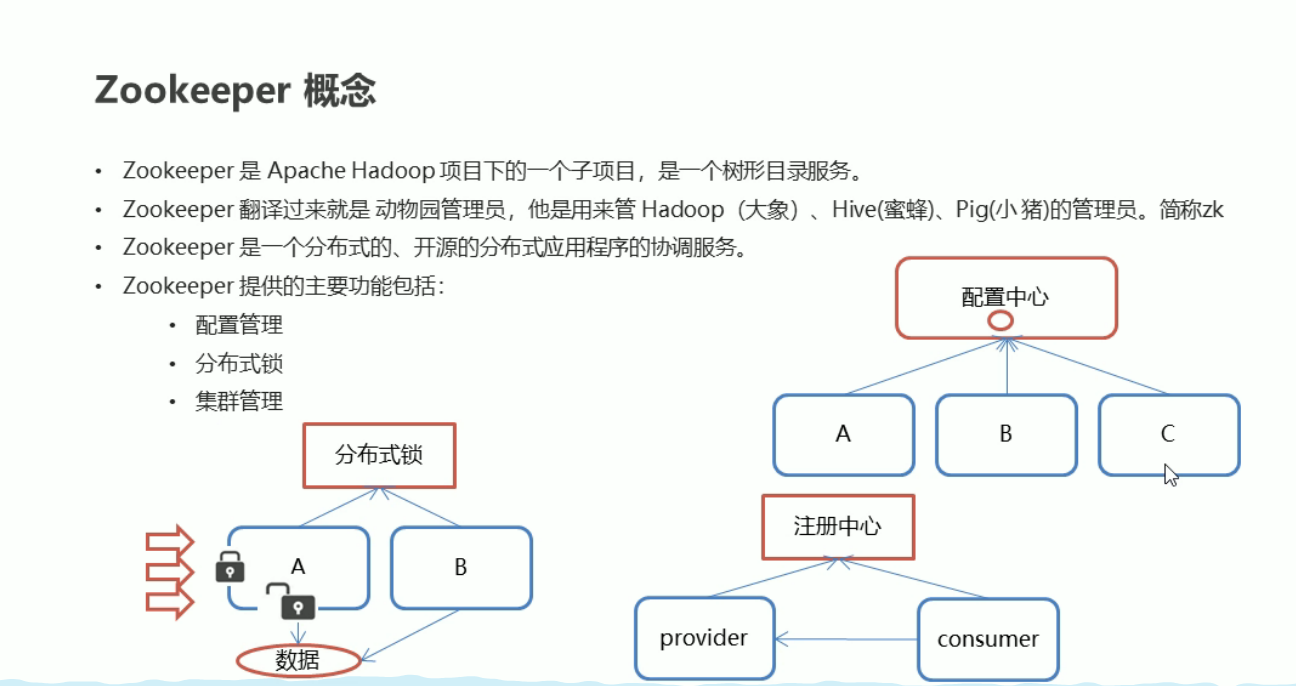 Zookeeper 概念
• Zookeeper 是 Apache Hadoop 项目下的一个子项目，是一个树形目录服务。
• Zookeeper 翻译过来就是 动物园管理员，他是用来管 Hadoop（大象）、Hive(蜜蜂)、Pig(小 猪)的管理员。简称zk
• Zookeeper 是一个分布式的、开源的分布式应用程序的协调服务。
• Zookeeper 提供的主要功能包括：
• 配置管理
• 分布式锁
• 集群管理
配置中心
A
B
C
分布式锁
A
B
数据
注册中心
provider
consumer